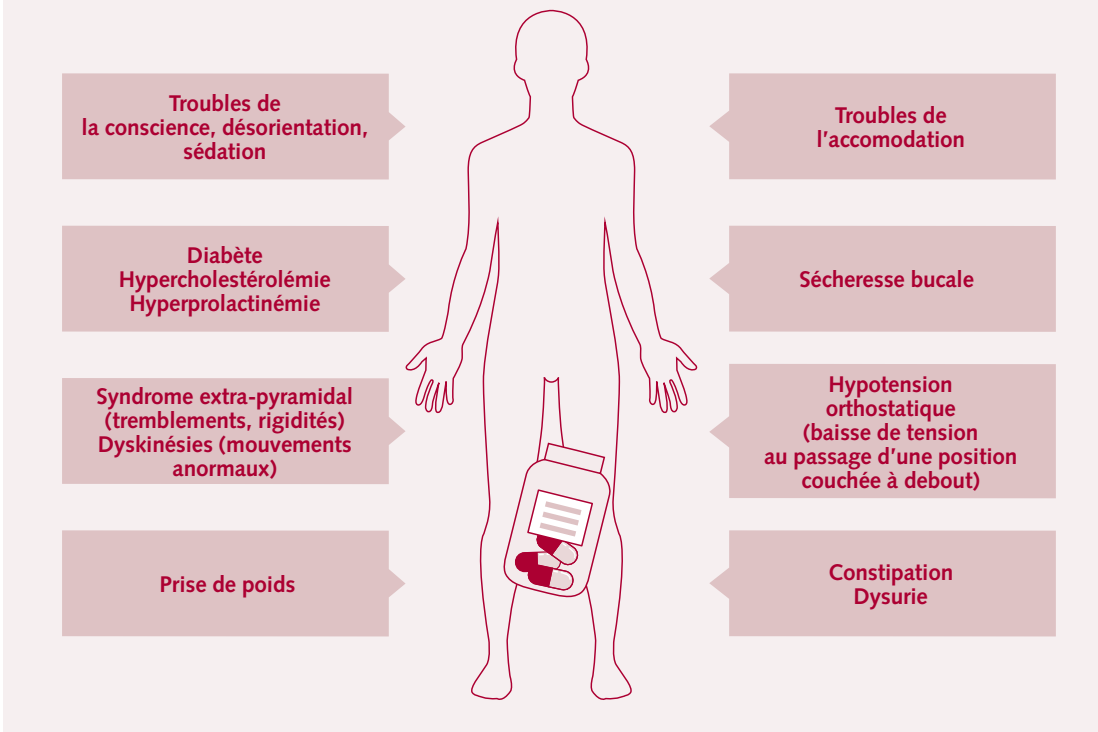 Troubles de
la conscience, désorientation,
sédation
Troubles de
l'accomodation
Diabète
Hypercholestérolémie
Hyperprolactinémie
Sécheresse bucale
Syndrome extra-pyramidal
(tremblements, rigidités)
Dyskinésies (mouvements
anormaux)
Hypotension
orthostatique
(baisse de tension
au passage d'une position
couchée à debout)
Prise de poids
Constipation
Dysurie